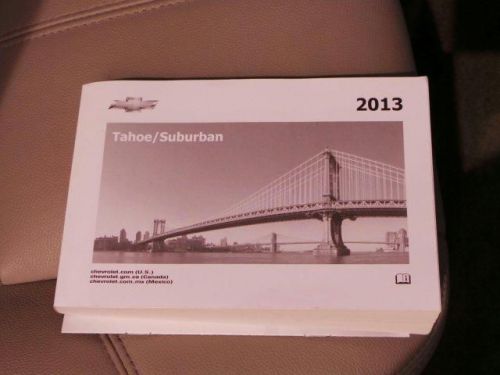 2013
Tahoe/Suburban
chevrolet.com (U.S.)
chevrolet.gm.ca (Canada)
chevrolet.com.mx (Mexico)